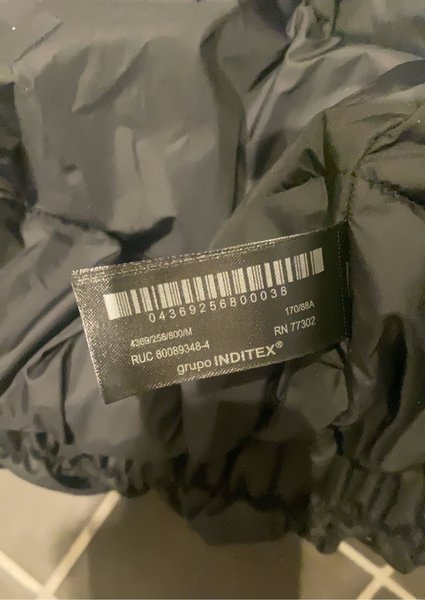 04369256800038
4369/256/800/M
170/88A
RUC 80089348-4
RN 77302
grupo INDITEX®